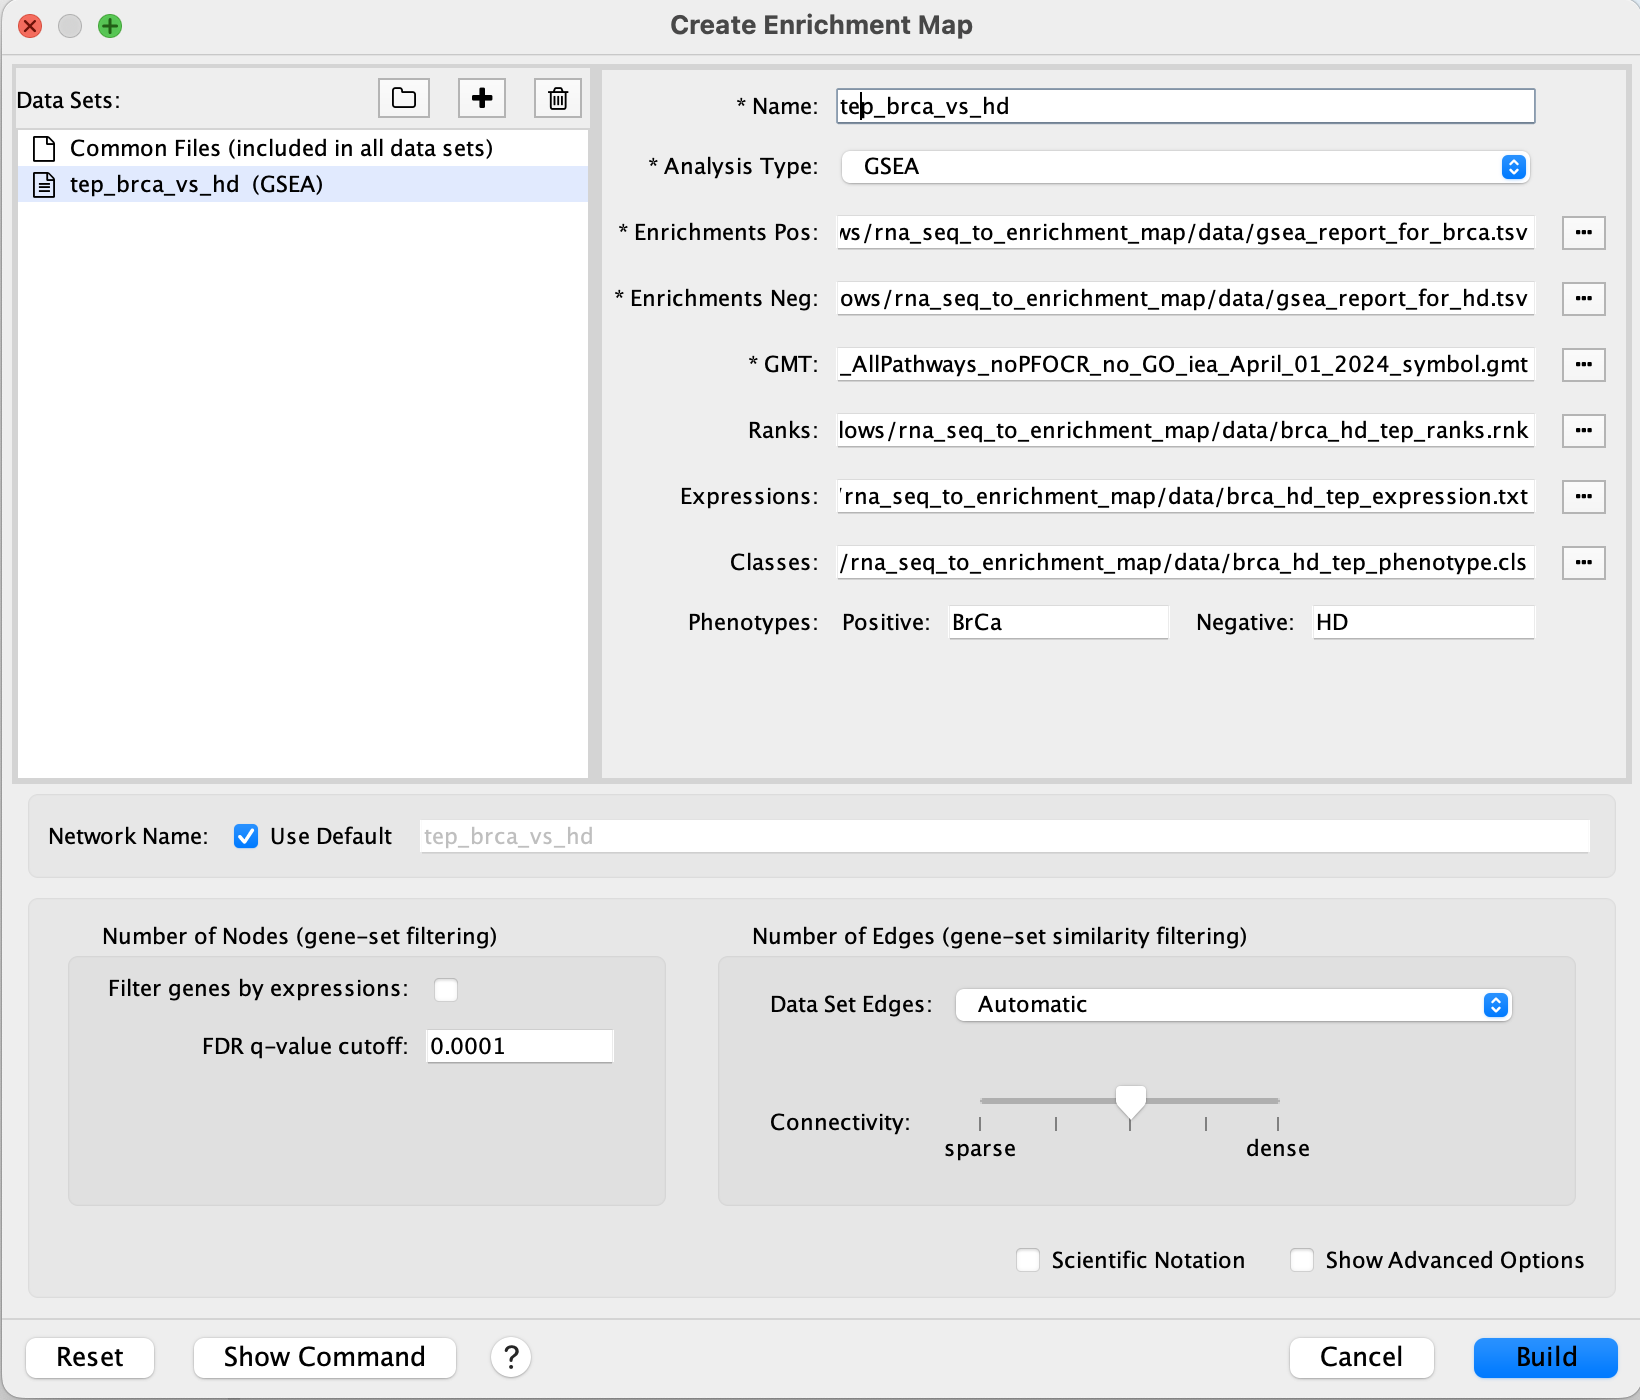 Create Enrichment Map
Data Sets:
Common Files (included in all data sets)
tep_brca_vs_hd (GSEA)
* Name: tep_brca_vs_hd
* Analysis Type: GSEA
* Enrichments Pos: ws/rna_seq_to_enrichment_map/data/gsea_report_for_brca.tsv ...
* Enrichments Neg: ows/rna_seq_to_enrichment_map/data/gsea_report_for_hd.tsv ...
* GMT: _AllPathways_noPFOCR_no_GO_iea_April_01_2024_symbol.gmt ...
Ranks: lows/rna_seq_to_enrichment_map/data/brca_hd_tep_ranks.rnk ...
Expressions: /rna_seq_to_enrichment_map/data/brca_hd_tep_expression.txt ...
Classes: /rna_seq_to_enrichment_map/data/brca_hd_tep_phenotype.cls ...
Phenotypes: Positive: BrCa Negative: HD
Network Name: Use Default tep_brca_vs_hd
Number of Nodes (gene-set filtering)
Filter genes by expressions:
FDR q-value cutoff: 0.0001
Number of Edges (gene-set similarity filtering)
Data Set Edges: Automatic
Connectivity:
sparse dense
Scientific Notation Show Advanced Options
Reset Show Command ? Cancel Build